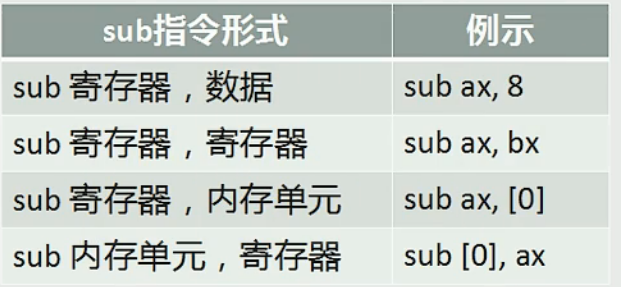 sub指令形式 例示
sub 寄存器，数据 sub ax, 8
sub 寄存器，寄存器 sub ax, bx
sub 寄存器，内存单元 sub ax, [0]
sub 内存单元，寄存器 sub [0], ax